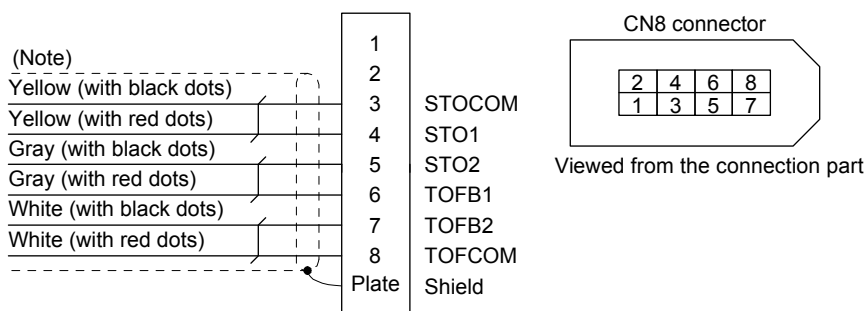 CN8 connector
(Note)
1
2
Yellow (with black dots)
3 STOCOM
Yellow (with red dots)
4 STO1
Gray (with black dots)
5 STO2
Gray (with red dots)
6 TOFB1
White (with black dots)
7 TOFB2
White (with red dots)
8 TOFCOM
Plate Shield
2 4 6 8
1 3 5 7
Viewed from the connection part